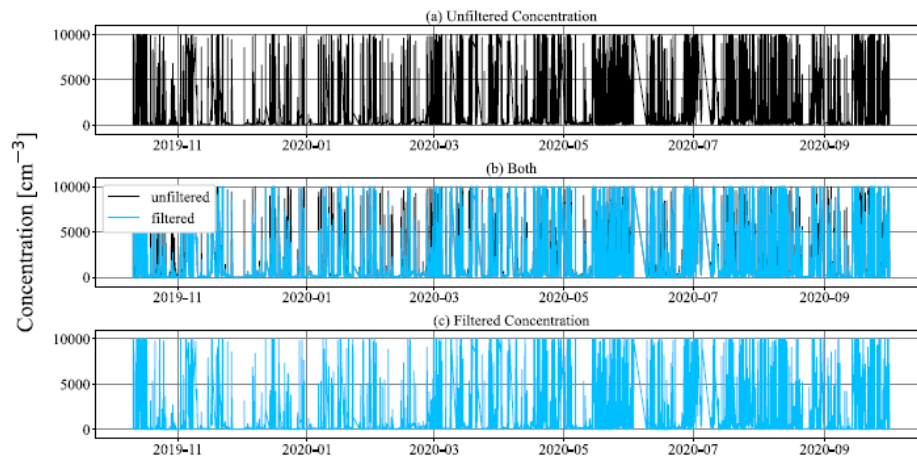 (a) Unfiltered Concentration
10000
5000
0
2019-11 2020-01 2020-03 2020-05 2020-07 2020-09
Concentration [cm⁻³]
(b) Both
10000
5000
0
unfiltered
filtered
2019-11 2020-01 2020-03 2020-05 2020-07 2020-09
(c) Filtered Concentration
10000
5000
0
2019-11 2020-01 2020-03 2020-05 2020-07 2020-09